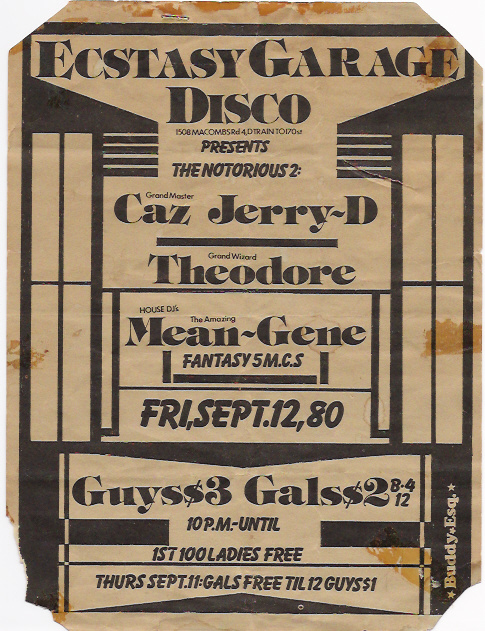 ECSTASY GARAGE
DISCO
1508 MACOMBS Rd 4, D TRAIN TO 170 st
PRESENTS
THE NOTORIOUS 2:
Grand Master
Caz Jerry-D
Grand Wizard
Theodore
HOUSE DJ's
The Amazing
Mean-Gene
FANTASY 5 M.C.S
FRI, SEPT. 12, 80
Guys $3 Gals $2 B-4 12
10 P.M.-UNTIL
1ST 100 LADIES FREE
THURS SEPT. 11: GALS FREE TIL 12 GUYS $1
★ Buddy★Esq. ★